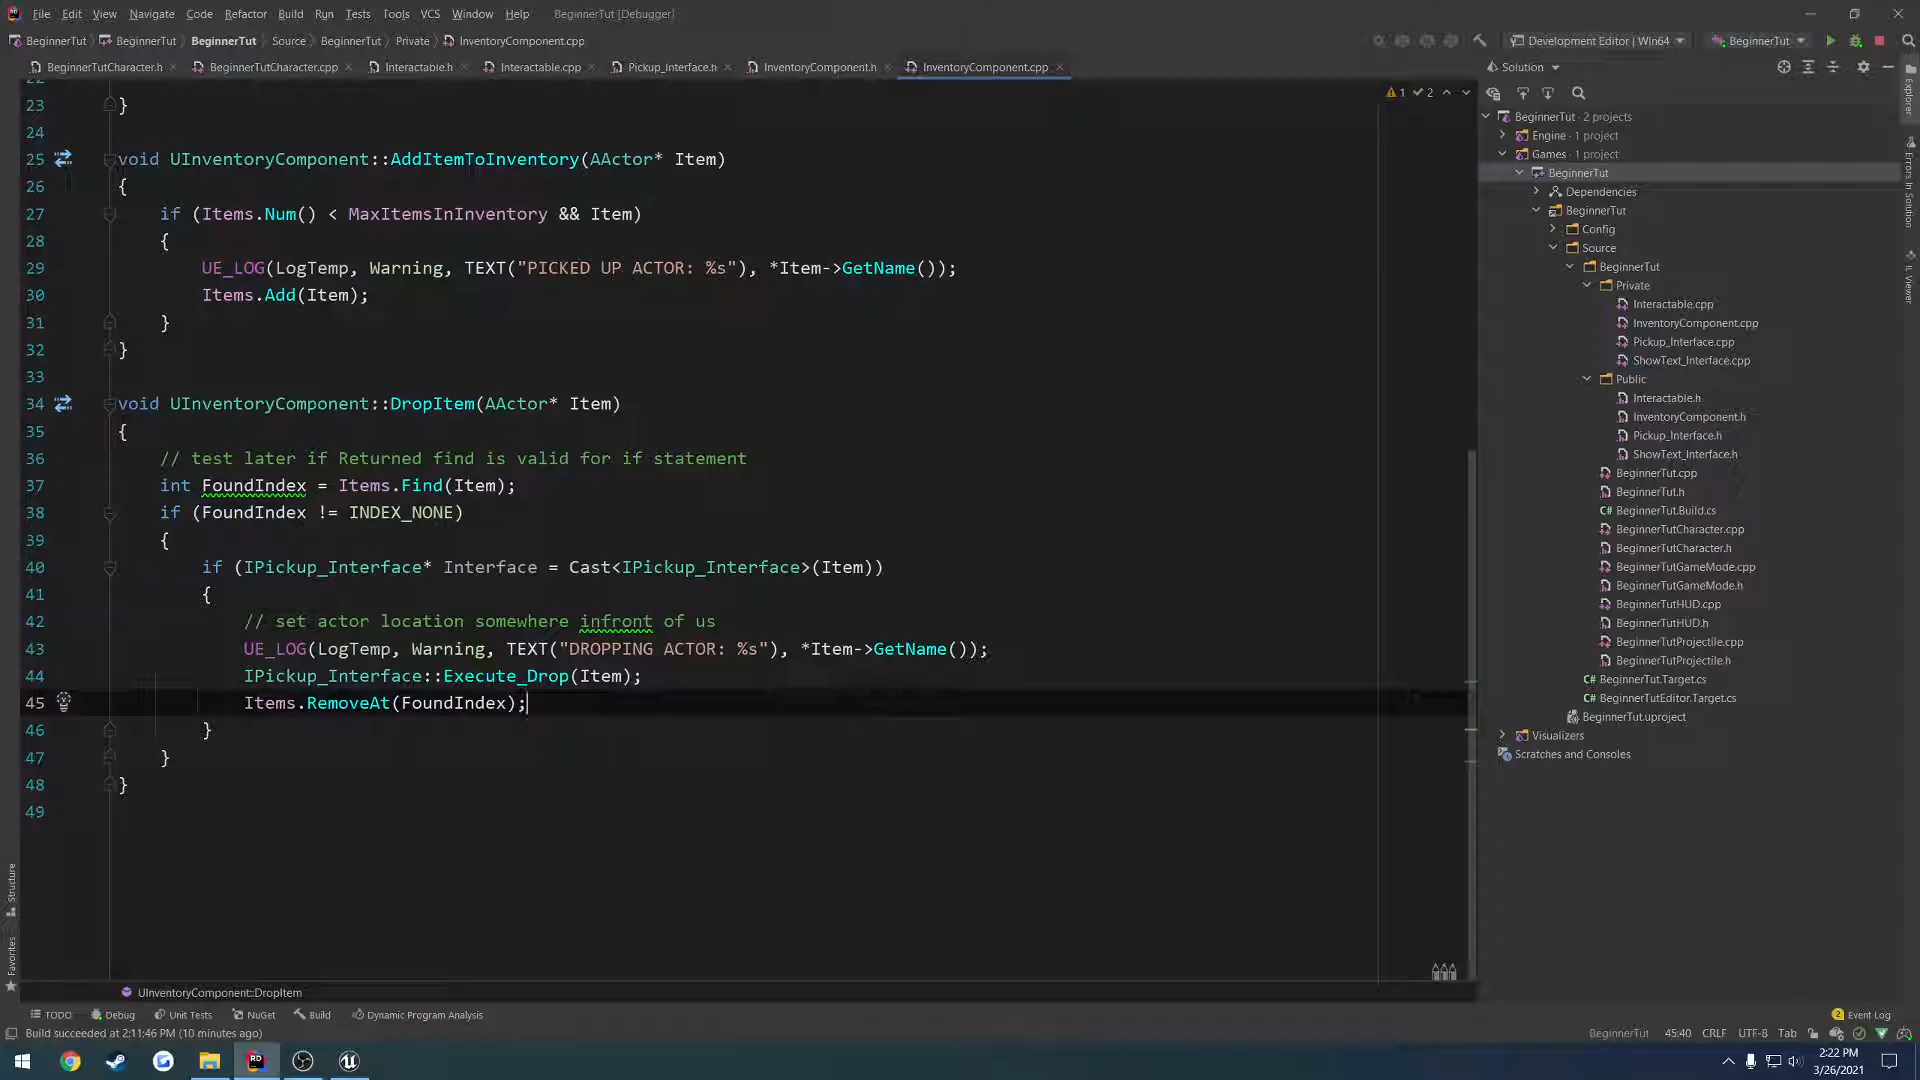 File Edit View Navigate Code Refactor Build Run Tests Tools VCS Window Help BeginnerTut [Debugger]
BeginnerTut BeginnerTut BeginnerTut Source BeginnerTut Private InventoryComponent.cpp Development Editor | Win64 BeginnerTut
BeginnerTutCharacter.h BeginnerTutCharacter.cpp Interactable.h Interactable.cpp Pickup_Interface.h InventoryComponent.h InventoryComponent.cpp
1 2
23 }
24
25 void UInventoryComponent::AddItemToInventory(AActor* Item)
26 {
27 if (Items.Num() < MaxItemsInInventory && Item)
28 {
29 UE_LOG(LogTemp, Warning, TEXT("PICKED UP ACTOR: %s"), *Item->GetName());
30 Items.Add(Item);
31 }
32 }
33
34 void UInventoryComponent::DropItem(AActor* Item)
35 {
36 // test later if Returned find is valid for if statement
37 int FoundIndex = Items.Find(Item);
38 if (FoundIndex != INDEX_NONE)
39 {
40 if (IPickup_Interface* Interface = Cast<IPickup_Interface>(Item))
41 {
42 // set actor location somewhere infront of us
43 UE_LOG(LogTemp, Warning, TEXT("DROPPING ACTOR: %s"), *Item->GetName());
44 IPickup_Interface::Execute_Drop(Item);
45 Items.RemoveAt(FoundIndex);
46 }
47 }
48 }
49
UInventoryComponent::DropItem
Solution
BeginnerTut · 2 projects
Engine · 1 project
Games · 1 project
BeginnerTut
Dependencies
BeginnerTut
Config
Source
BeginnerTut
Private
Interactable.cpp
InventoryComponent.cpp
Pickup_Interface.cpp
ShowText_Interface.cpp
Public
Interactable.h
InventoryComponent.h
Pickup_Interface.h
ShowText_Interface.h
BeginnerTut.cpp
BeginnerTut.h
C# BeginnerTut.Build.cs
BeginnerTutCharacter.cpp
BeginnerTutCharacter.h
BeginnerTutGameMode.cpp
BeginnerTutGameMode.h
BeginnerTutHUD.cpp
BeginnerTutHUD.h
BeginnerTutProjectile.cpp
BeginnerTutProjectile.h
C# BeginnerTut.Target.cs
C# BeginnerTutEditor.Target.cs
BeginnerTut.uproject
Visualizers
Scratches and Consoles
Explorer
Errors In Solution
IL Viewer
Structure
Favorites
TODO Debug Unit Tests NuGet Build Dynamic Program Analysis 2 Event Log
Build succeeded at 2:11:46 PM (10 minutes ago) BeginnerTut 45:40 CRLF UTF-8 Tab
RD
2:22 PM
3/26/2021